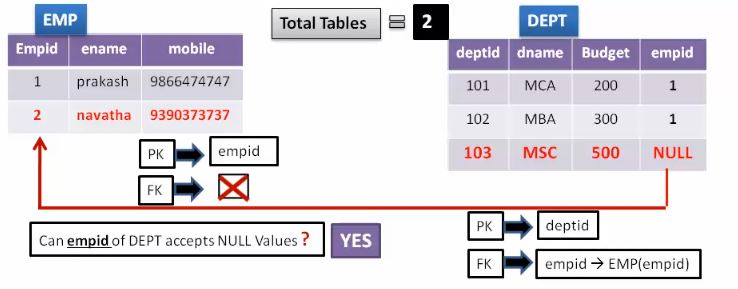 EMP
Total Tables = 2
DEPT
Empid ename mobile
1 prakash 9866474747
2 navatha 9390373737
deptid dname Budget empid
101 MCA 200 1
102 MBA 300 1
103 MSC 500 NULL
PK empid
FK
Can empid of DEPT accepts NULL Values ? YES
PK deptid
FK empid → EMP(empid)